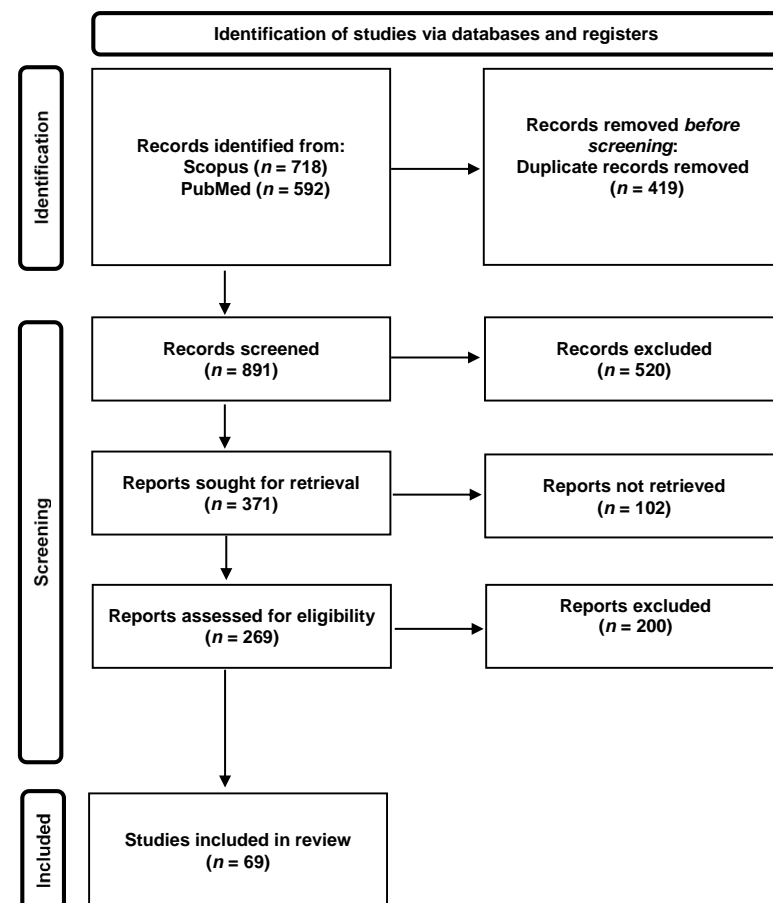 Identification of studies via databases and registers
Identification
Records identified from:
Scopus (n = 718)
PubMed (n = 592)
Records removed before
screening:
Duplicate records removed
(n = 419)
Screening
Records screened
(n = 891)
Records excluded
(n = 520)
Reports sought for retrieval
(n = 371)
Reports not retrieved
(n = 102)
Reports assessed for eligibility
(n = 269)
Reports excluded
(n = 200)
Included
Studies included in review
(n = 69)